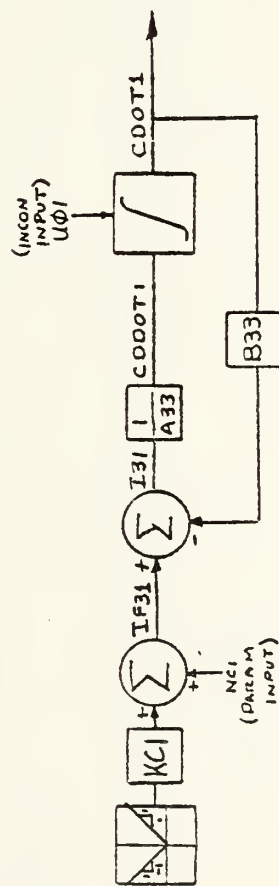 KC1
+
+
NC1
(PARAM
INPUT)
Σ
IF31
+
-
Σ
I31
1
A33
CDDOT1
(INCON
INPUT)
UΦ1
∫
CDOT1
B33